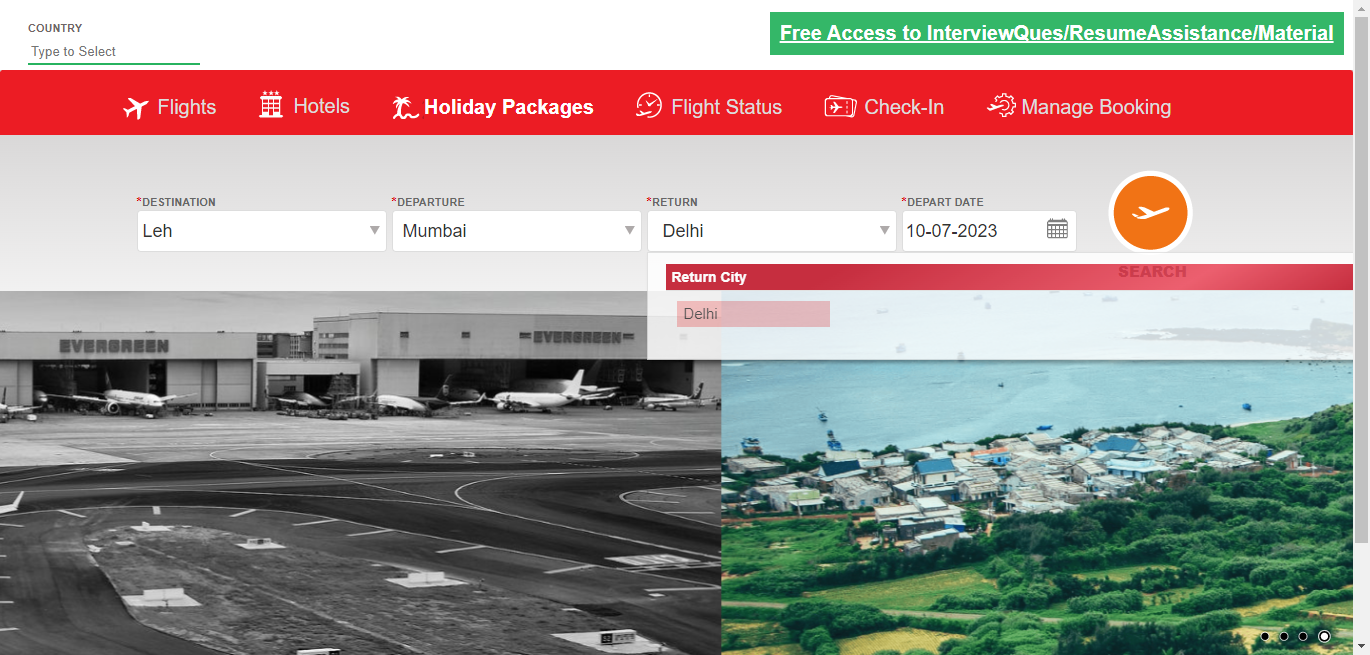 COUNTRY
Type to Select
Free Access to InterviewQues/ResumeAssistance/Material
Flights
Hotels
Holiday Packages
Flight Status
Check-In
Manage Booking
*DESTINATION
*DEPARTURE
*RETURN
*DEPART DATE
Leh
Mumbai
Delhi
10-07-2023
SEARCH
Return City
Delhi
EVERGREEN
EVERGREEN